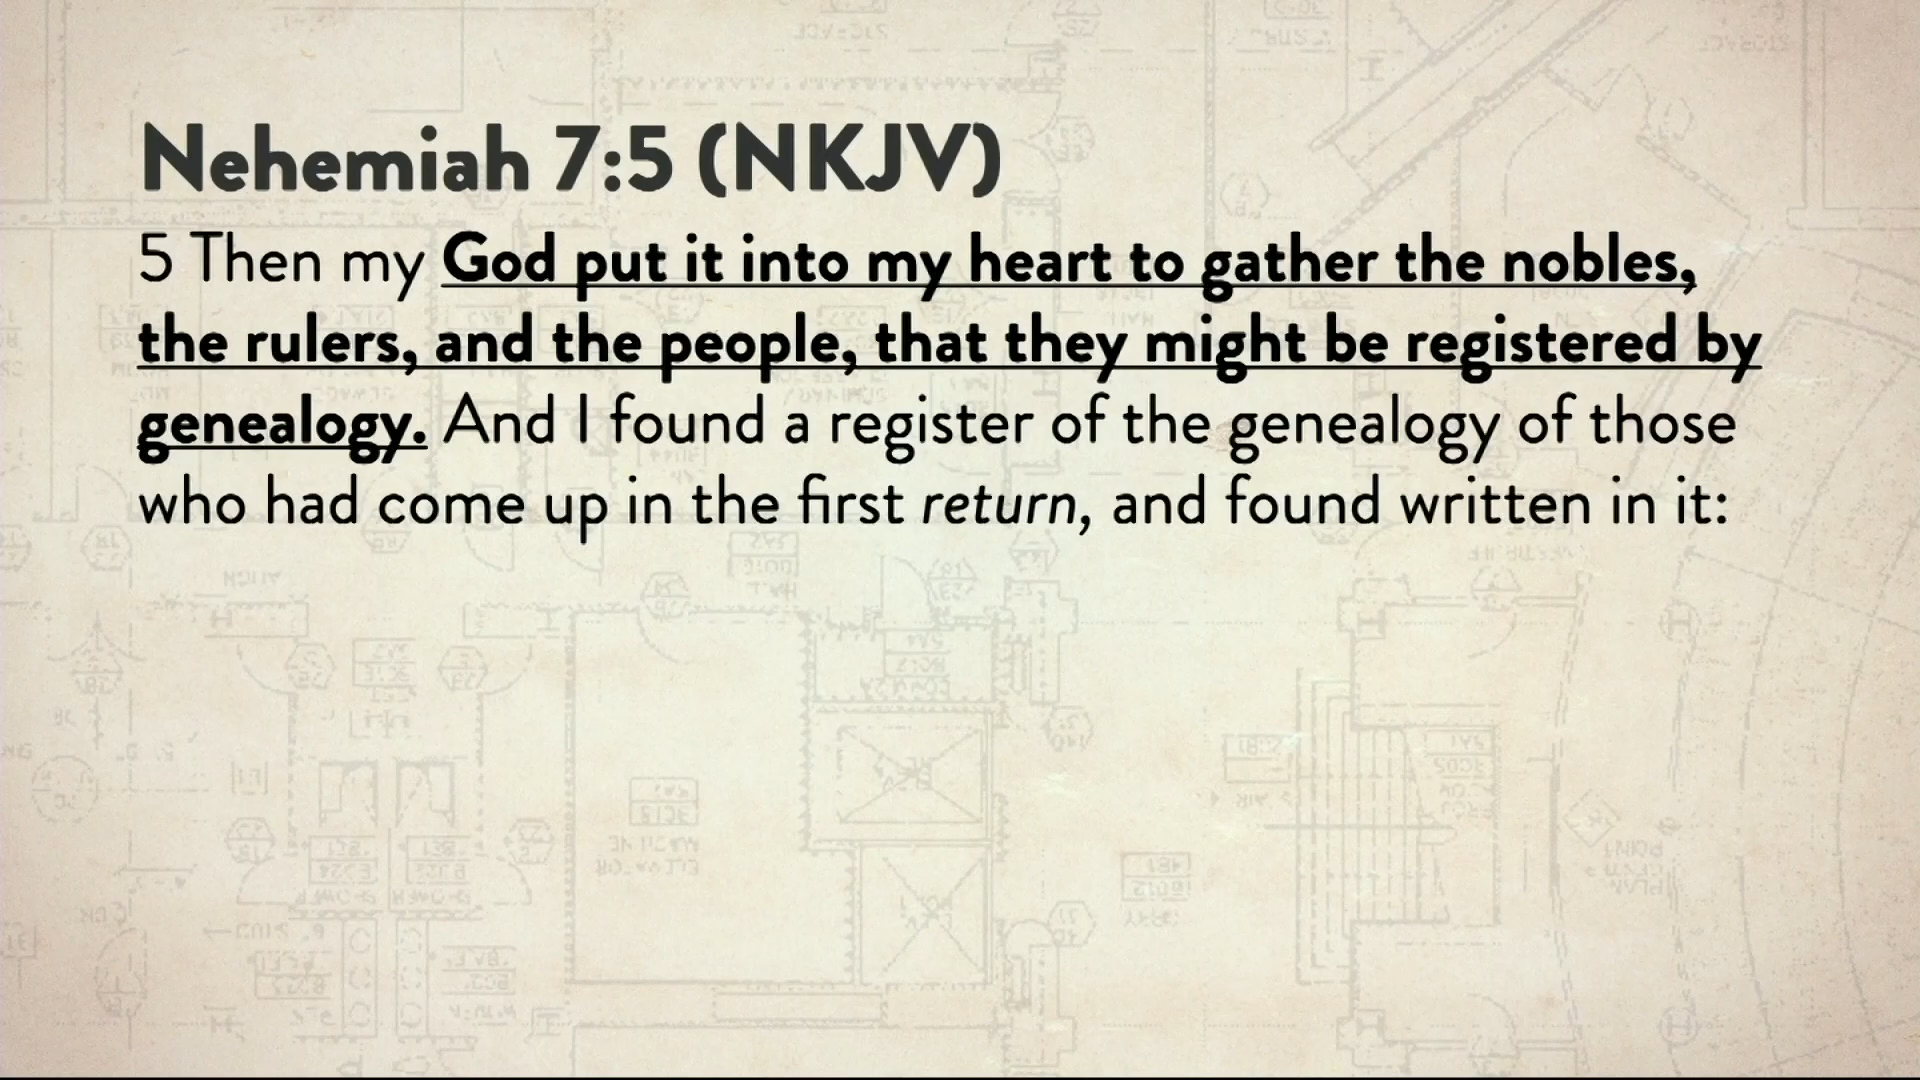 Nehemiah 7:5 (NKJV)
5 Then my God put it into my heart to gather the nobles,
the rulers, and the people, that they might be registered by
genealogy. And I found a register of the genealogy of those
who had come up in the first return, and found written in it: